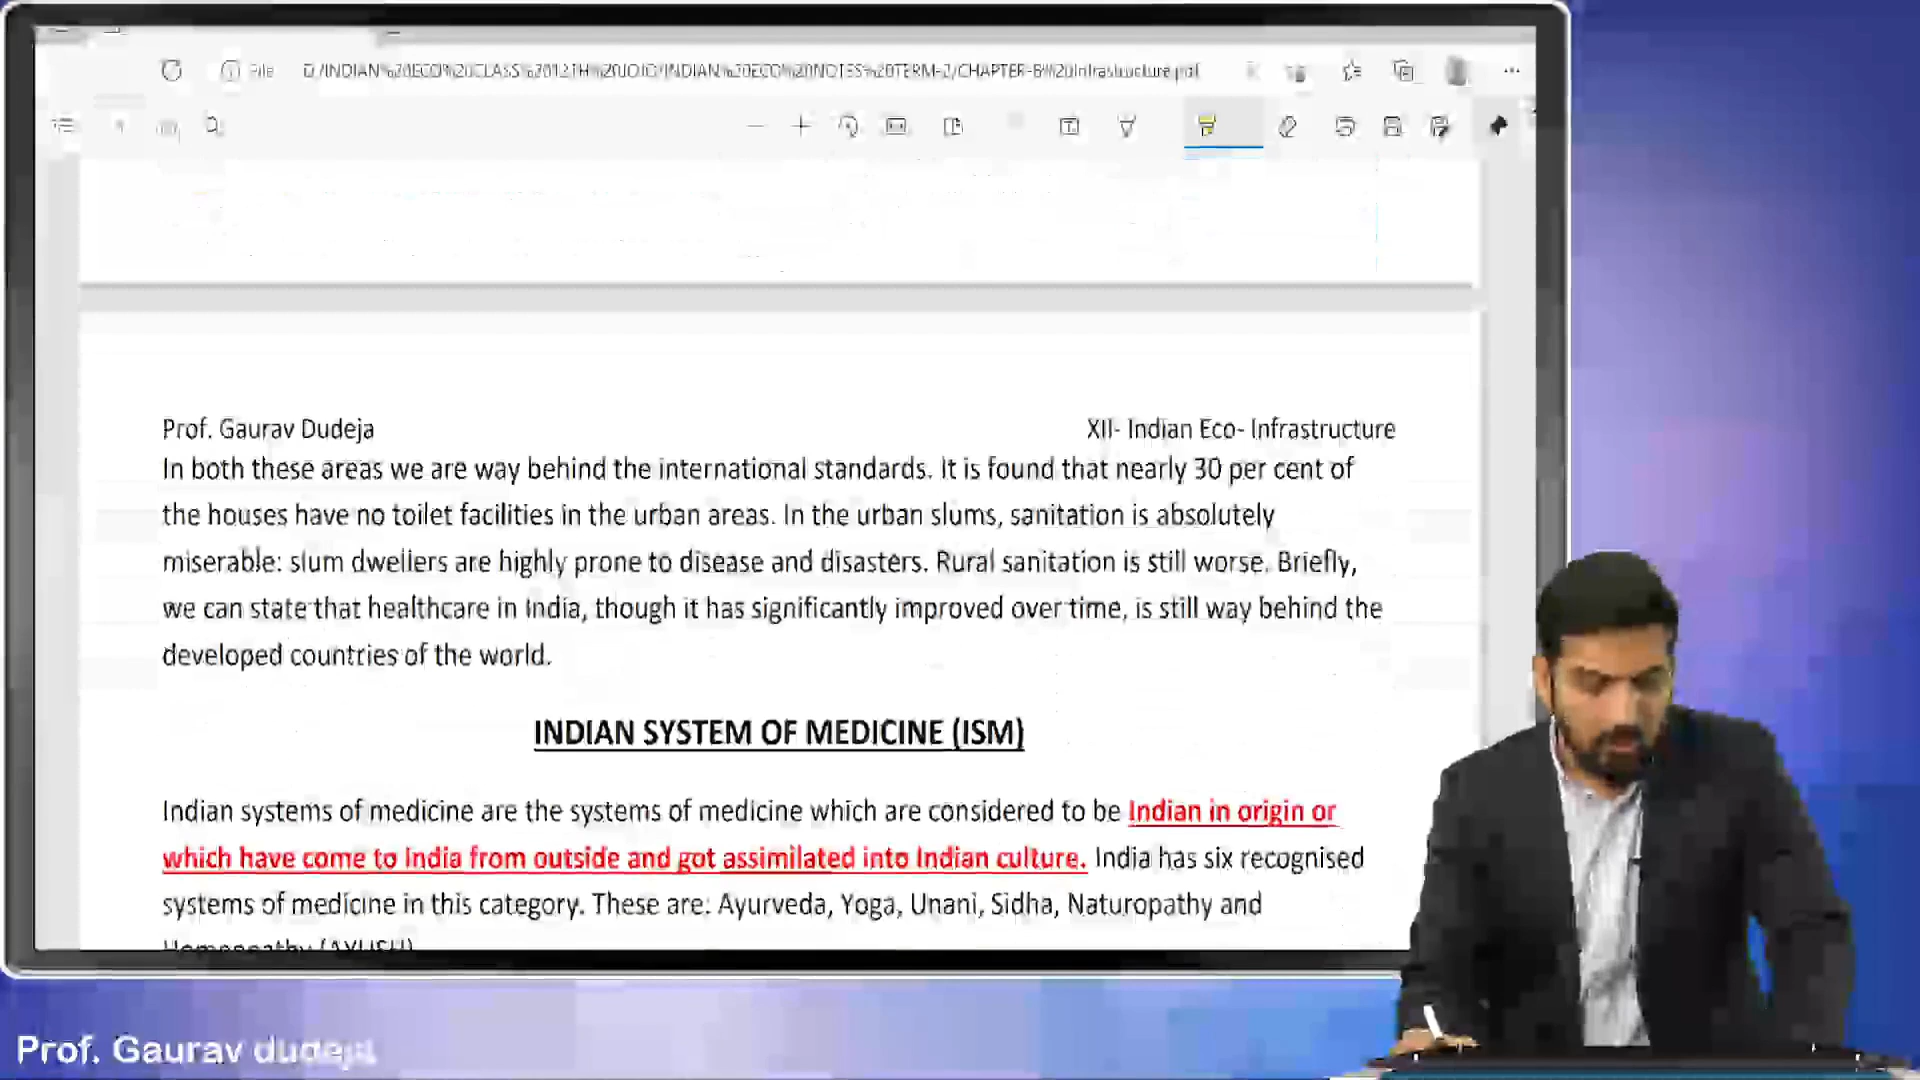 File
Prof. Gaurav Dudeja
XII- Indian Eco- Infrastructure
In both these areas we are way behind the international standards. It is found that nearly 30 per cent of
the houses have no toilet facilities in the urban areas. In the urban slums, sanitation is absolutely
miserable: slum dwellers are highly prone to disease and disasters. Rural sanitation is still worse. Briefly,
we can state that healthcare in India, though it has significantly improved over time, is still way behind the
developed countries of the world.
INDIAN SYSTEM OF MEDICINE (ISM)
Indian systems of medicine are the systems of medicine which are considered to be Indian in origin or
which have come to India from outside and got assimilated into Indian culture. India has six recognised
systems of medicine in this category. These are: Ayurveda, Yoga, Unani, Sidha, Naturopathy and
Homeopathy (AYUSH)
Prof. Gaurav dudeja